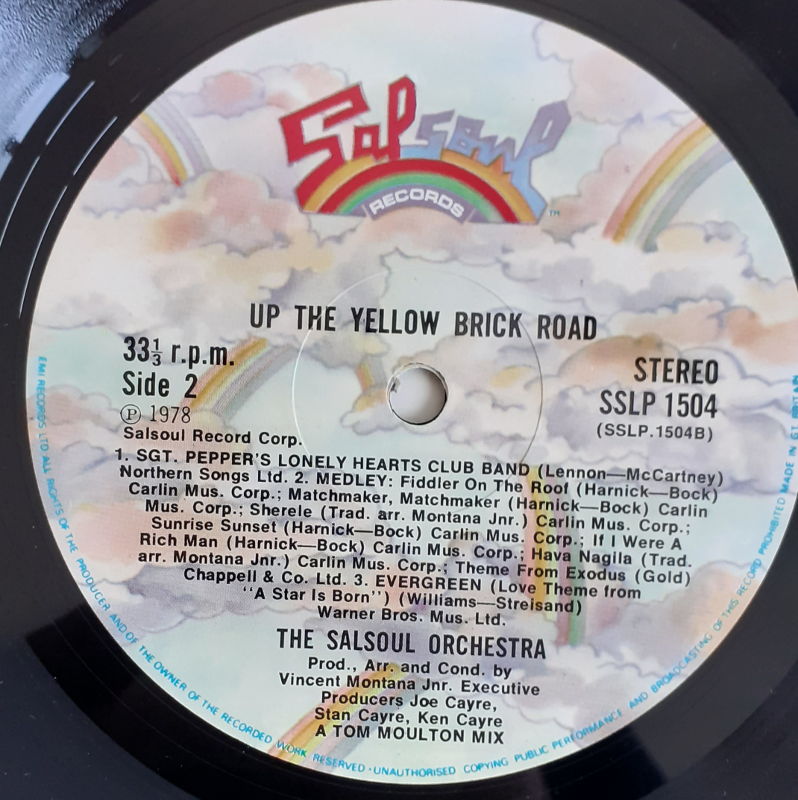 Salsoul
RECORDS
TM
UP THE YELLOW BRICK ROAD
33⅓ r.p.m.
Side 2
℗ 1978
Salsoul Record Corp.
STEREO
SSLP 1504
(SSLP.1504B)
1. SGT. PEPPER'S LONELY HEARTS CLUB BAND (Lennon—McCartney)
Northern Songs Ltd. 2. MEDLEY: Fiddler On The Roof (Harnick—Bock)
Carlin Mus. Corp.; Matchmaker, Matchmaker (Harnick—Bock) Carlin
Mus. Corp.; Sherele (Trad. arr. Montana Jnr.) Carlin Mus. Corp.;
Sunrise Sunset (Harnick—Bock) Carlin Mus. Corp.; If I Were A
Rich Man (Harnick—Bock) Carlin Mus. Corp.; Hava Nagila (Trad.
arr. Montana Jnr.) Carlin Mus. Corp.; Theme From Exodus (Gold)
Chappell & Co. Ltd. 3. EVERGREEN (Love Theme from
"A Star Is Born") (Williams—Streisand)
Warner Bros. Mus. Ltd.
THE SALSOUL ORCHESTRA
Prod., Arr. and Cond. by
Vincent Montana Jnr. Executive
Producers Joe Cayre,
Stan Cayre, Ken Cayre
A TOM MOULTON MIX
EMI RECORDS LTD. ALL RIGHTS OF THE PRODUCER AND OF THE OWNER OF THE RECORDED WORK RESERVED · UNAUTHORISED COPYING PUBLIC PERFORMANCE AND BROADCASTING OF THIS RECORD PROHIBITED MADE IN GT BRITAIN